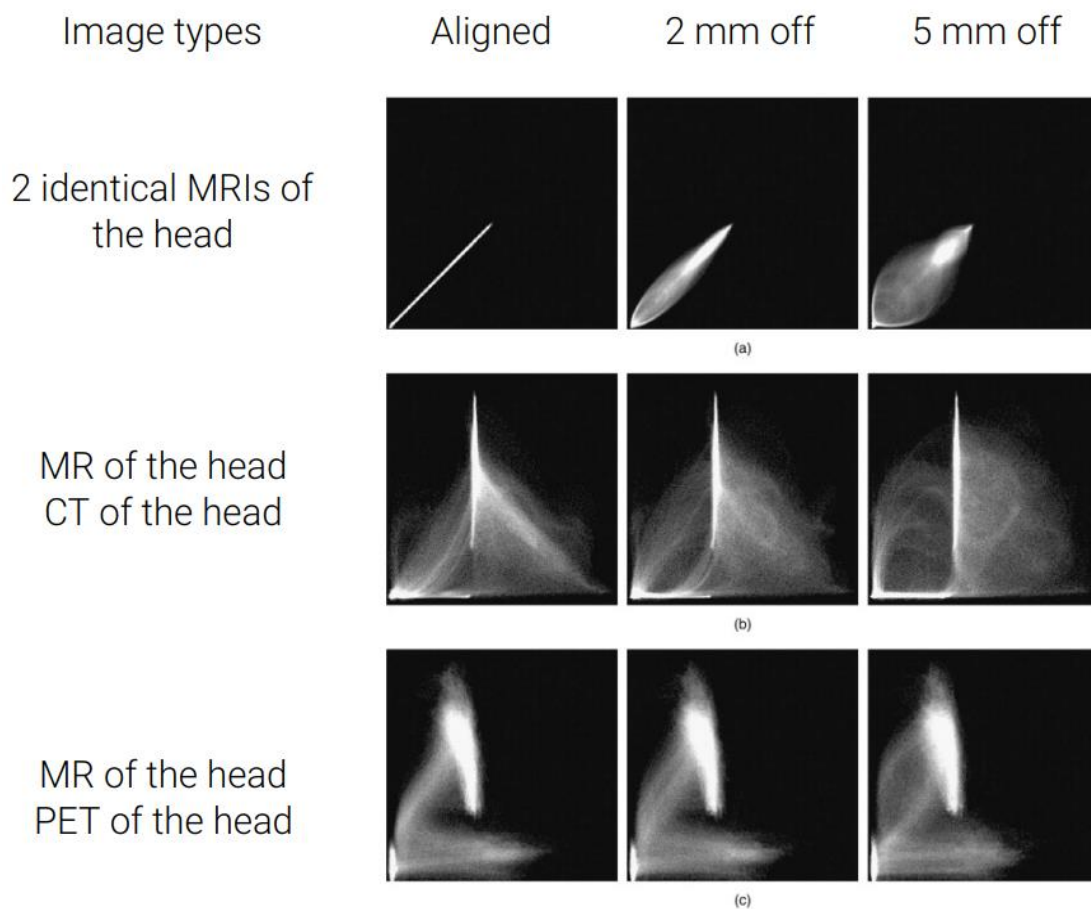 Image types Aligned 2 mm off 5 mm off
2 identical MRIs of
the head
(a)
MR of the head
CT of the head
(b)
MR of the head
PET of the head
(c)